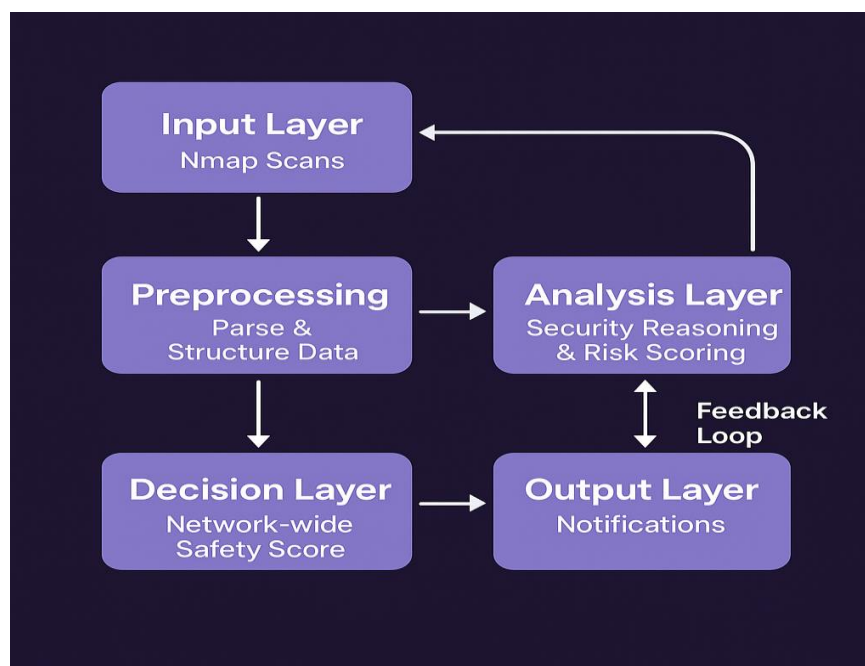 Input Layer
Nmap Scans
Preprocessing
Parse &
Structure Data
Analysis Layer
Security Reasoning
& Risk Scoring
Feedback
Loop
Decision Layer
Network-wide
Safety Score
Output Layer
Notifications